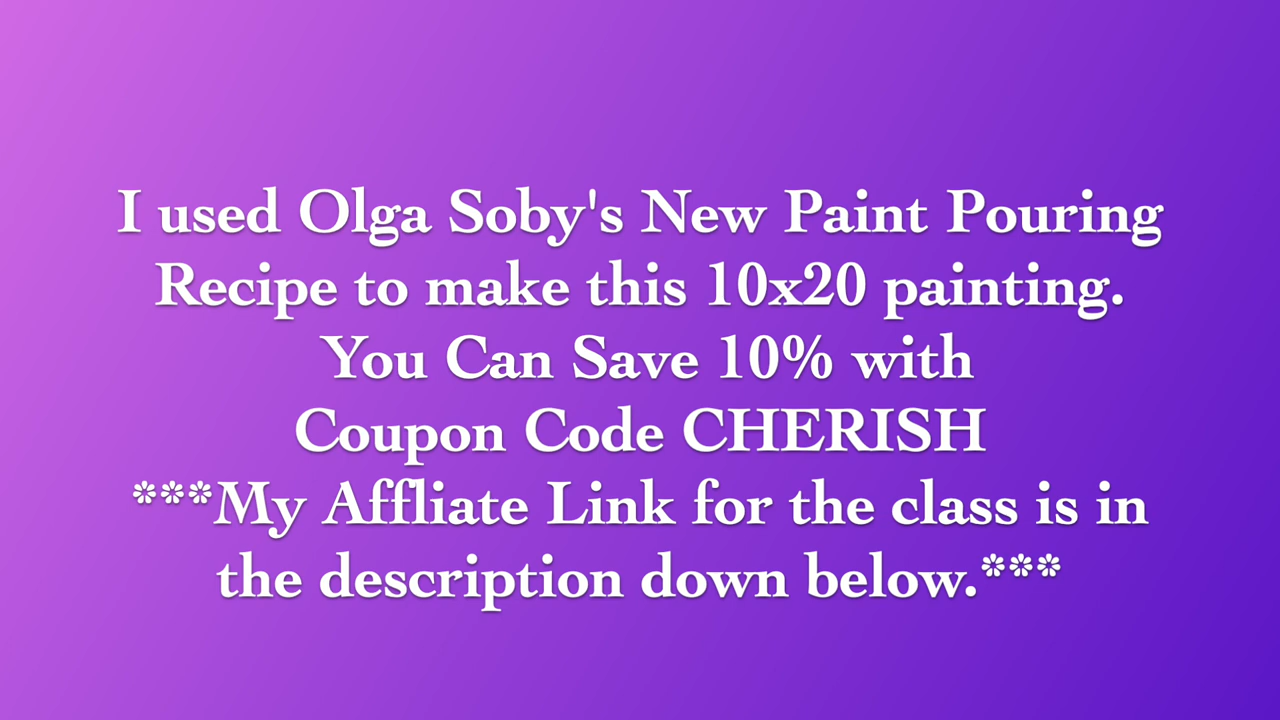 I used Olga Soby's New Paint Pouring
Recipe to make this 10x20 painting.
You Can Save 10% with
Coupon Code CHERISH
***My Affliate Link for the class is in
the description down below.***